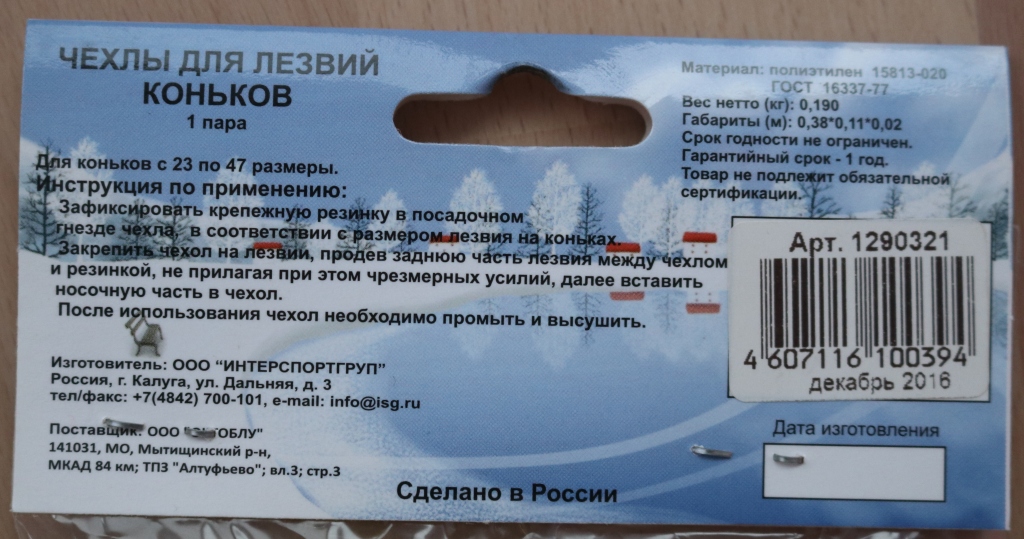 ЧЕХЛЫ ДЛЯ ЛЕЗВИЙ
КОНЬКОВ
1 пара
Для коньков с 23 по 47 размеры.
Инструкция по применению:
Зафиксировать крепежную резинку в посадочном
гнезде чехла, в соответствии с размером лезвия на коньках.
Закрепить чехол на лезвии, продев заднюю часть лезвия между чехлом
и резинкой, не прилагая при этом чрезмерных усилий, далее вставить
носочную часть в чехол.
После использования чехол необходимо промыть и высушить.
Изготовитель: ООО "ИНТЕРСПОРТГРУП"
Россия, г. Калуга, ул. Дальняя, д. 3
тел/факс: +7(4842) 700-101, e-mail: info@isg.ru
Поставщик: ООО
141031, МО, Мытищинский р-н,
МКАД 84 км; ТПЗ "Алтуфьево"; вл.3; стр.3
Сделано в России
Материал: полиэтилен 15813-020
ГОСТ 16337-77
Вес нетто (кг): 0,190
Габариты (м): 0,38*0,11*0,02
Срок годности не ограничен.
Гарантийный срок - 1 год.
Товар не подлежит обязательной
сертификации.
Арт. 1290321
4 607116 100394
декабрь 2016
Дата изготовления